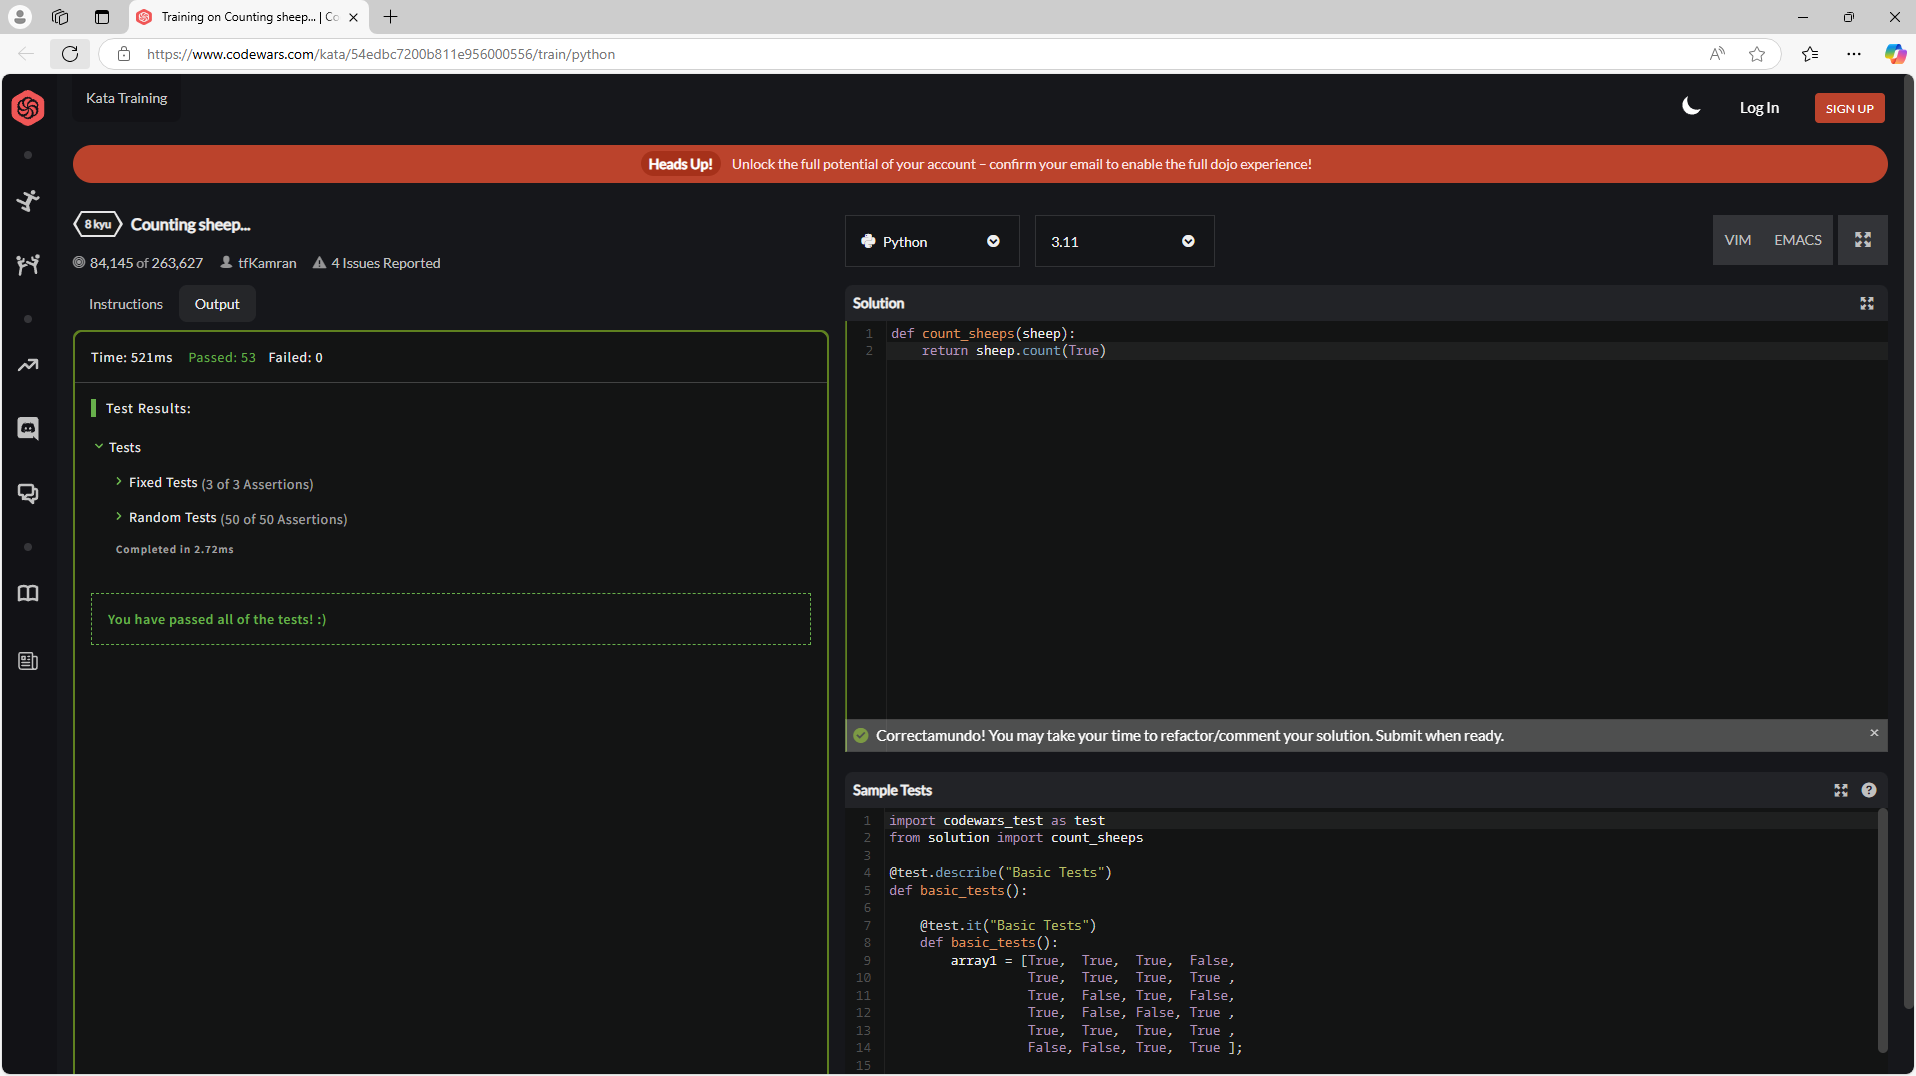 Training on Counting sheep... | Co
https://www.codewars.com/kata/54edbc7200b811e956000556/train/python
Kata Training
Log In
SIGN UP
Heads Up! Unlock the full potential of your account – confirm your email to enable the full dojo experience!
8 kyu Counting sheep...
84,145 of 263,627 tfKamran 4 Issues Reported
Python
3.11
VIM EMACS
Instructions Output
Time: 521ms Passed: 53 Failed: 0
Test Results:
Tests
Fixed Tests (3 of 3 Assertions)
Random Tests (50 of 50 Assertions)
Completed in 2.72ms
You have passed all of the tests! :)
Solution
1 def count_sheeps(sheep):
2     return sheep.count(True)
Correctamundo! You may take your time to refactor/comment your solution. Submit when ready.
Sample Tests
1 import codewars_test as test
2 from solution import count_sheeps
3
4 @test.describe("Basic Tests")
5 def basic_tests():
6
7     @test.it("Basic Tests")
8     def basic_tests():
9         array1 = [True,  True,  True,  False,
10                   True,  True,  True,  True ,
11                   True,  False, True,  False,
12                   True,  False, False, True ,
13                   True,  True,  True,  True ,
14                   False, False, True,  True ];
15